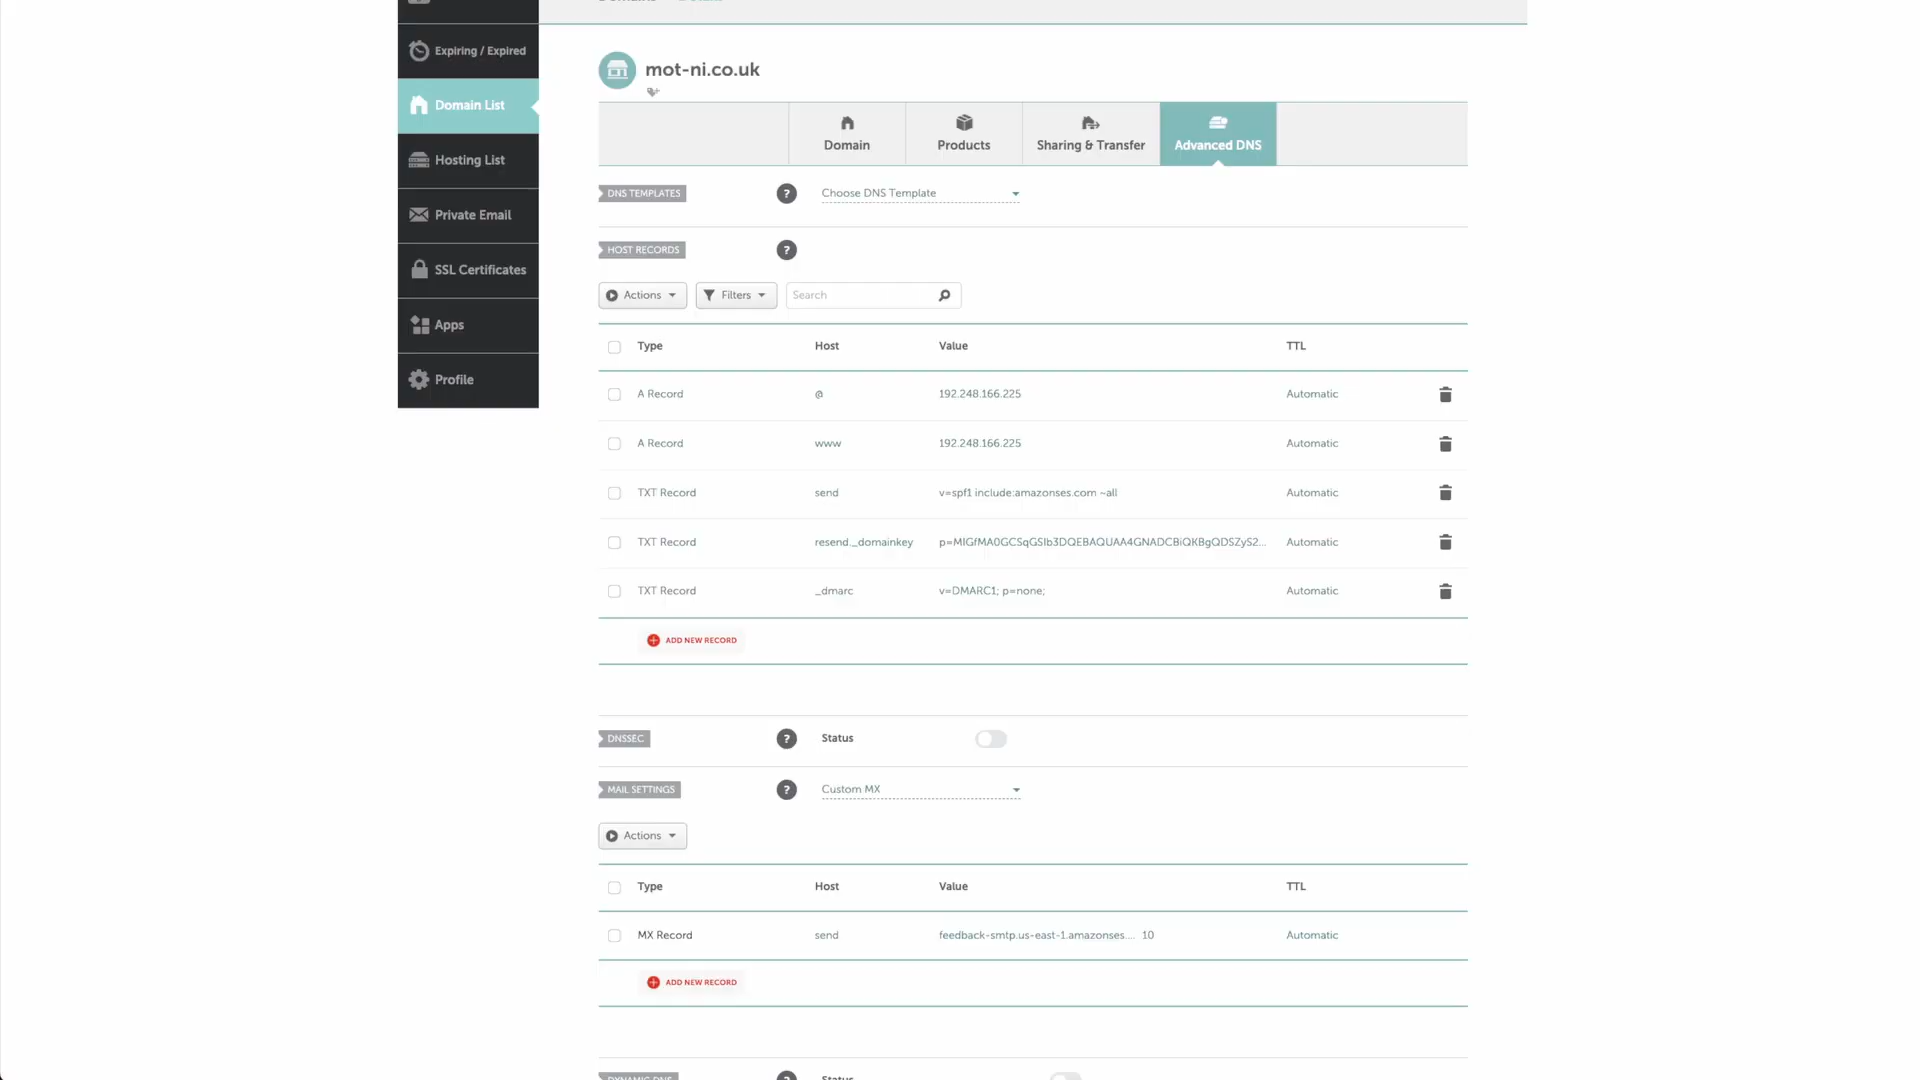 Expiring / Expired
Domain List
Hosting List
Private Email
SSL Certificates
Apps
Profile
mot-ni.co.uk
Domain
Products
Sharing & Transfer
Advanced DNS
DNS TEMPLATES
?
Choose DNS Template
HOST RECORDS
?
Actions
Filters
Search
Type Host Value TTL
A Record @ 192.248.166.225 Automatic
A Record www 192.248.166.225 Automatic
TXT Record send v=spf1 include:amazonses.com ~all Automatic
TXT Record resend._domainkey p=MIGfMA0GCSqGSIb3DQEBAQUAA4GNADCBiQKBgQDSZyS2... Automatic
TXT Record _dmarc v=DMARC1; p=none; Automatic
ADD NEW RECORD
DNSSEC ? Status
MAIL SETTINGS ? Custom MX
Actions
Type Host Value TTL
MX Record send feedback-smtp.us-east-1.amazonses.... 10 Automatic
ADD NEW RECORD
DYNAMIC DNS ? Status